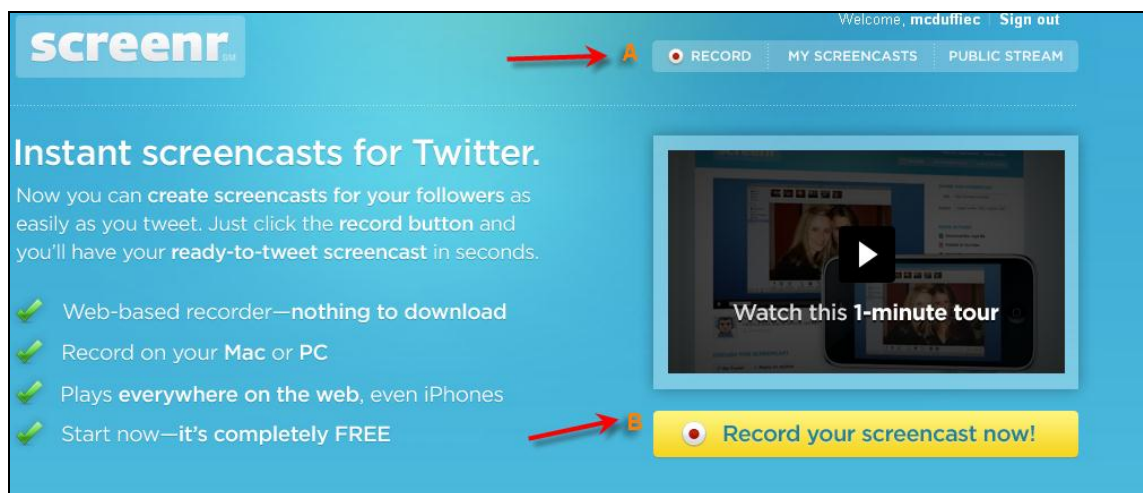 Welcome, mcduffiec | Sign out
screenr
A
RECORD MY SCREENCASTS PUBLIC STREAM
Instant screencasts for Twitter.
Now you can create screencasts for your followers as
easily as you tweet. Just click the record button and
you'll have your ready-to-tweet screencast in seconds.
Web-based recorder—nothing to download
Record on your Mac or PC
Plays everywhere on the web, even iPhones
Start now—it's completely FREE
Watch this 1-minute tour
B
Record your screencast now!